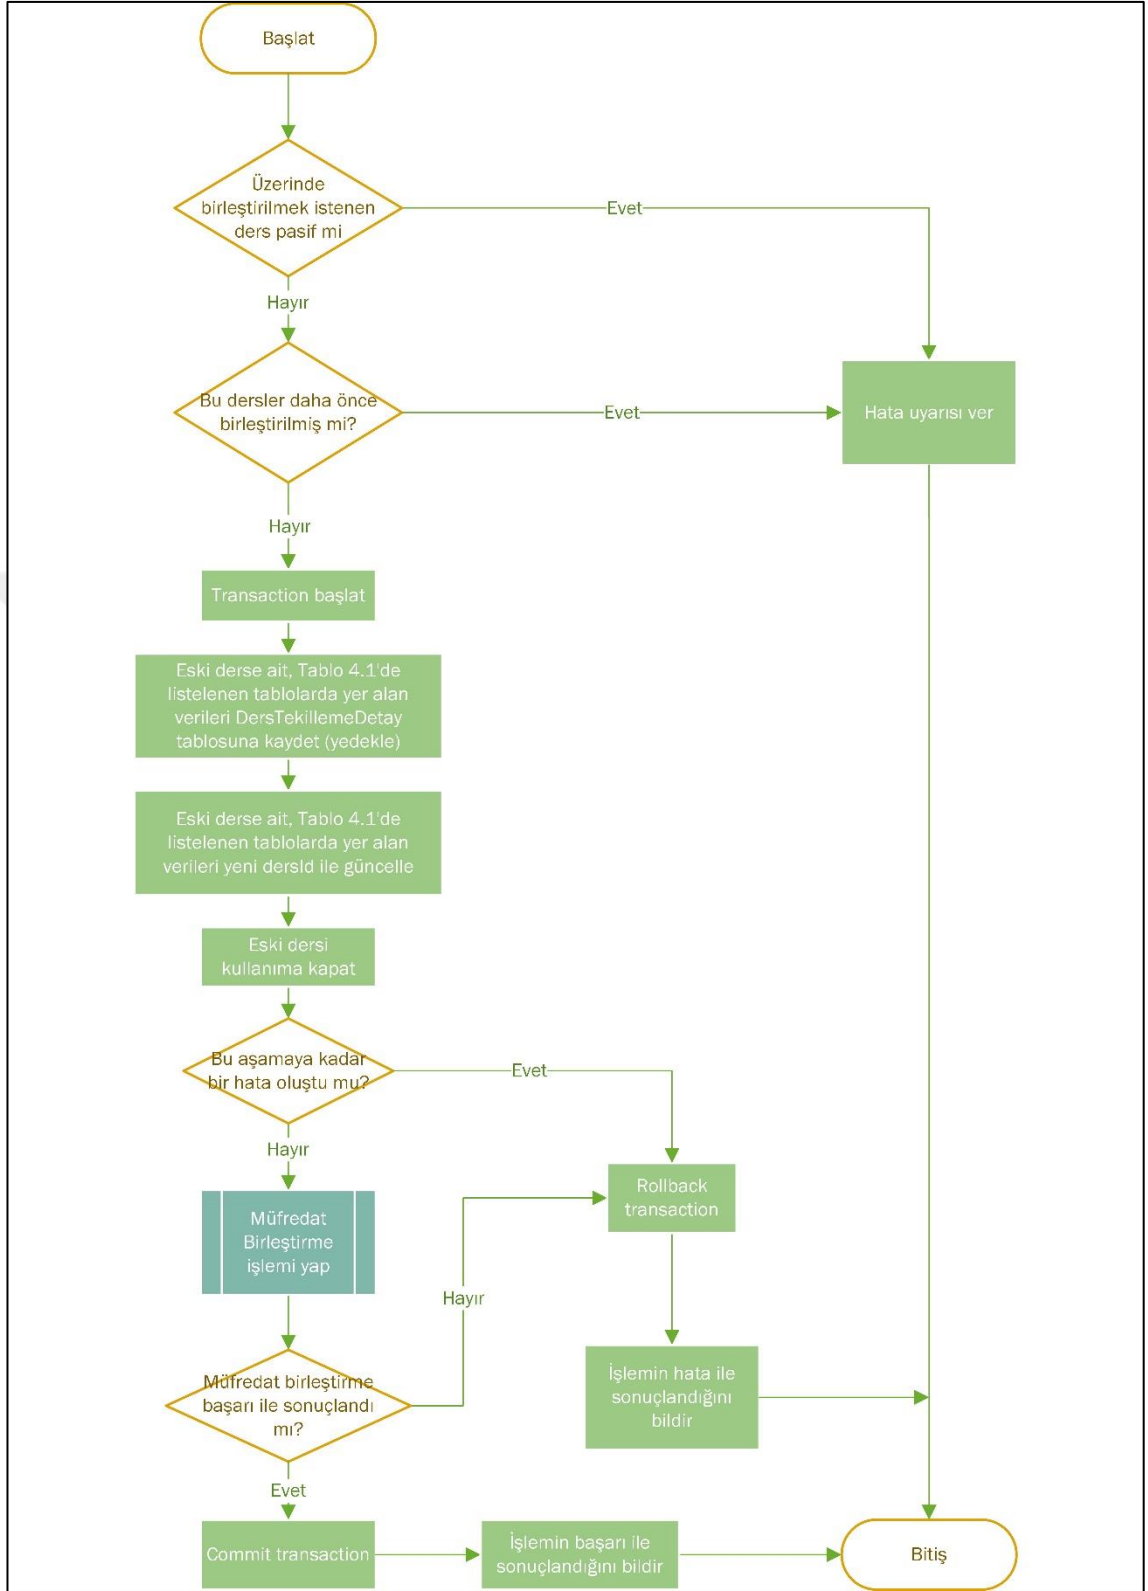 Başlat
Üzerinde
birleştirilmek istenen
ders pasif mi
Evet
Hayır
Bu dersler daha önce
birleştirilmiş mi?
Evet
Hata uyarısı ver
Hayır
Transaction başlat
Eski derse ait, Tablo 4.1'de
listelenen tablolarda yer alan
verileri DersTekillemeDetay
tablosuna kaydet (yedekle)
Eski derse ait, Tablo 4.1'de
listelenen tablolarda yer alan
verileri yeni dersId ile güncelle
Eski dersi
kullanıma kapat
Bu aşamaya kadar
bir hata oluştu mu?
Evet
Hayır
Rollback
transaction
Müfredat
Birleştirme
işlemi yap
Hayır
İşlemin hata ile
sonuçlandığını
bildir
Müfredat birleştirme
başarı ile sonuçlandı
mı?
Evet
Commit transaction
İşlemin başarı ile
sonuçlandığını bildir
Bitiş